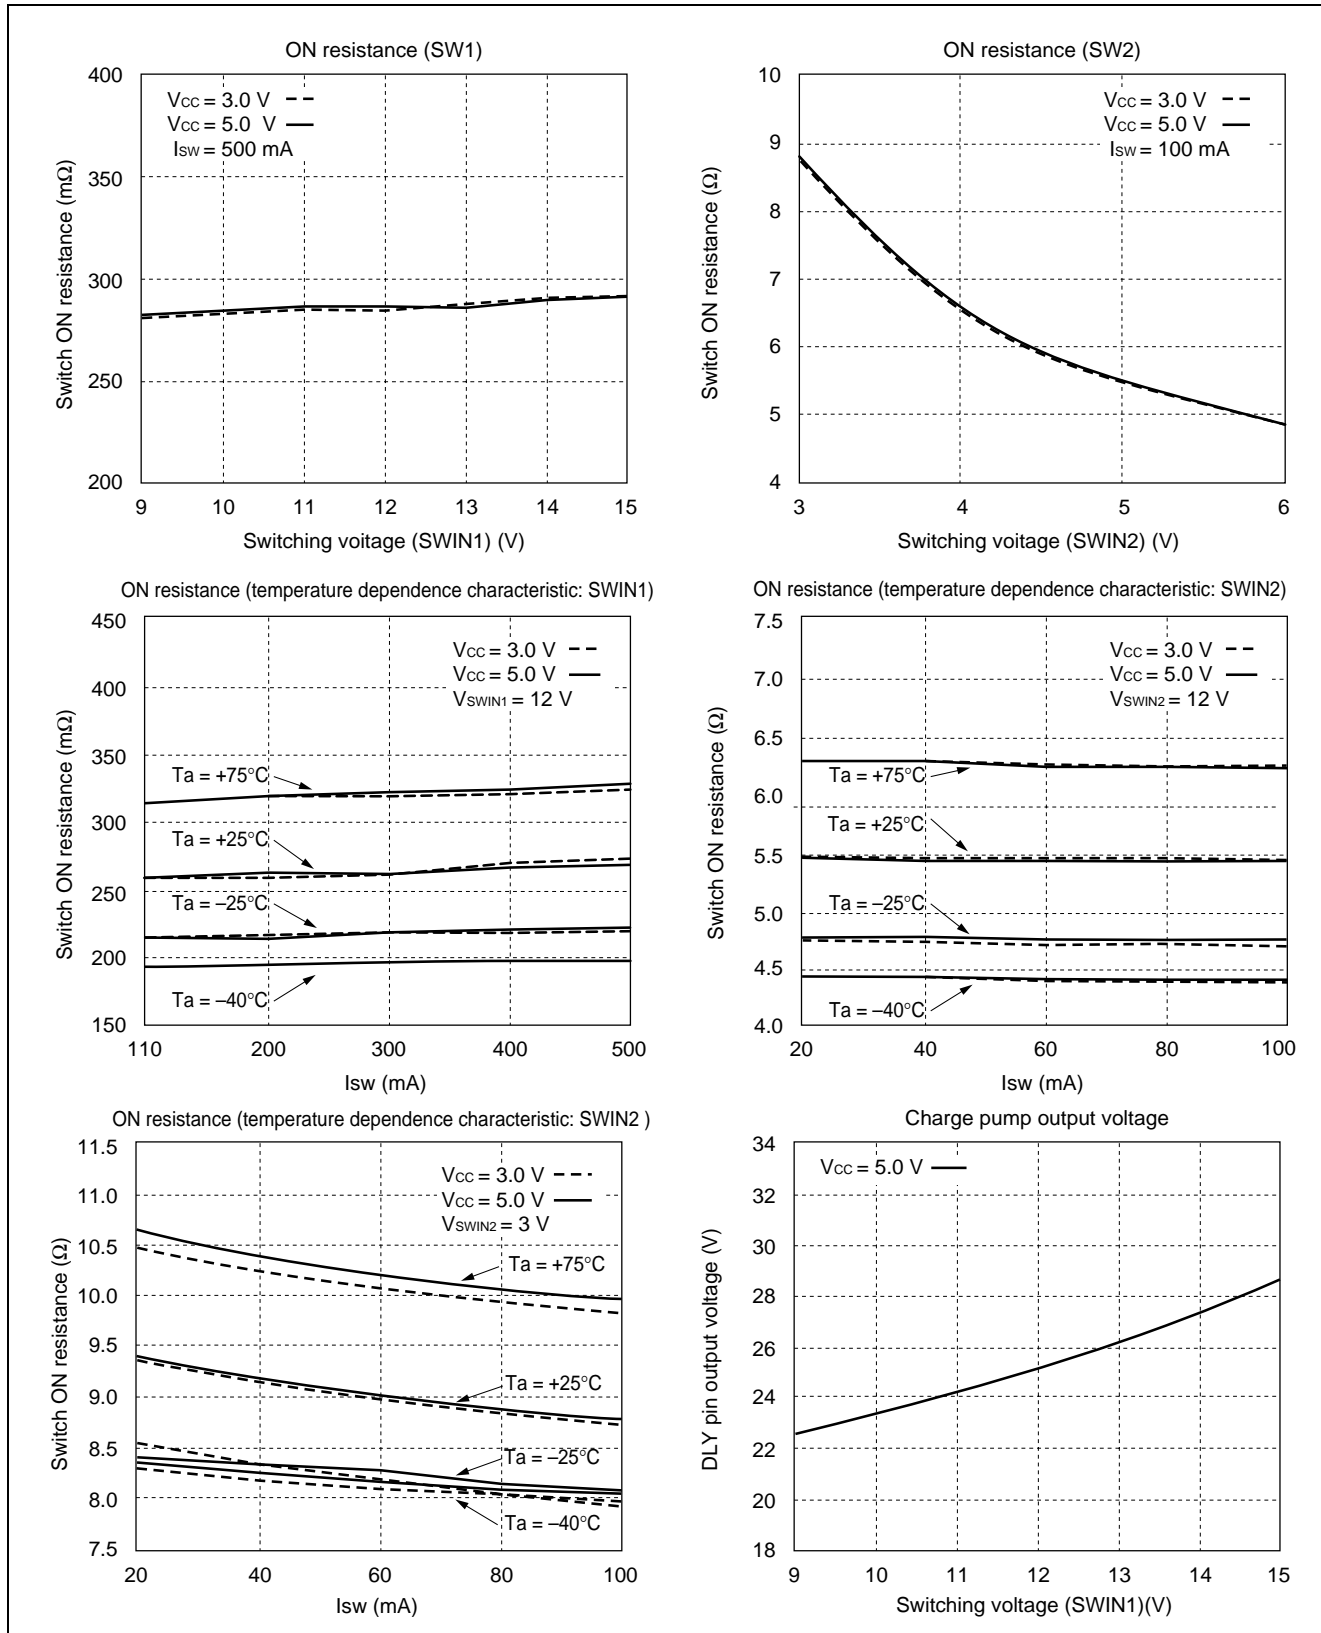 ON resistance (SW1)
400
350
300
250
200
Switch ON resistance (mΩ)
VCC = 3.0 V
VCC = 5.0 V
ISW = 500 mA
9 10 11 12 13 14 15
Switching voitage (SWIN1) (V)
ON resistance (SW2)
10
9
8
7
6
5
4
Switch ON resistance (Ω)
VCC = 3.0 V
VCC = 5.0 V
ISW = 100 mA
3 4 5 6
Switching voitage (SWIN2) (V)
ON resistance (temperature dependence characteristic: SWIN1)
450
400
350
300
250
200
150
Switch ON resistance (mΩ)
VCC = 3.0 V
VCC = 5.0 V
VSWIN1 = 12 V
Ta = +75°C
Ta = +25°C
Ta = –25°C
Ta = –40°C
110 200 300 400 500
Isw (mA)
ON resistance (temperature dependence characteristic: SWIN2)
7.5
7.0
6.5
6.0
5.5
5.0
4.5
4.0
Switch ON resistance (Ω)
VCC = 3.0 V
VCC = 5.0 V
VSWIN2 = 12 V
Ta = +75°C
Ta = +25°C
Ta = –25°C
Ta = –40°C
20 40 60 80 100
Isw (mA)
ON resistance (temperature dependence characteristic: SWIN2 )
11.5
11.0
10.5
10.0
9.5
9.0
8.5
8.0
7.5
Switch ON resistance (Ω)
VCC = 3.0 V
VCC = 5.0 V
VSWIN2 = 3 V
Ta = +75°C
Ta = +25°C
Ta = –25°C
Ta = –40°C
20 40 60 80 100
Isw (mA)
Charge pump output voltage
34
32
30
28
26
24
22
20
18
DLY pin output voltage (V)
VCC = 5.0 V
9 10 11 12 13 14 15
Switching voltage (SWIN1)(V)